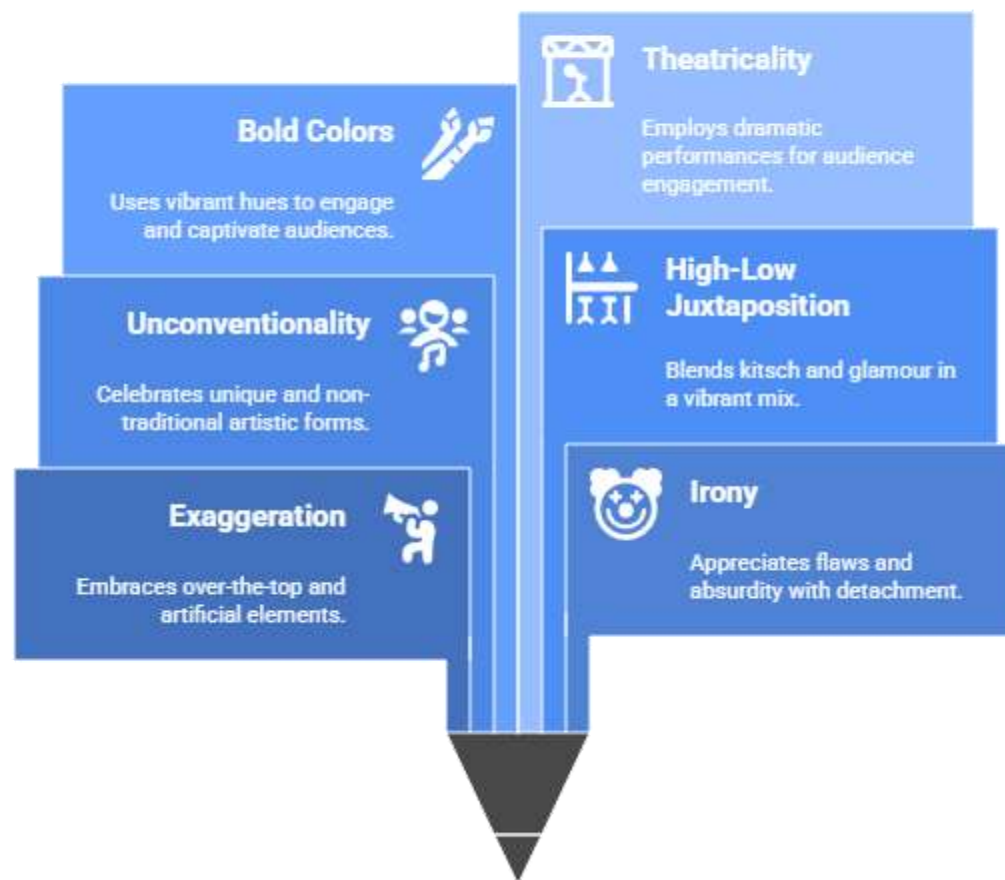 Bold Colors
Uses vibrant hues to engage
and captivate audiences.
Unconventionality
Celebrates unique and non-
traditional artistic forms.
Exaggeration
Embraces over-the-top and
artificial elements.
Theatricality
Employs dramatic
performances for audience
engagement.
High-Low
Juxtaposition
Blends kitsch and glamour in
a vibrant mix.
Irony
Appreciates flaws and
absurdity with detachment.